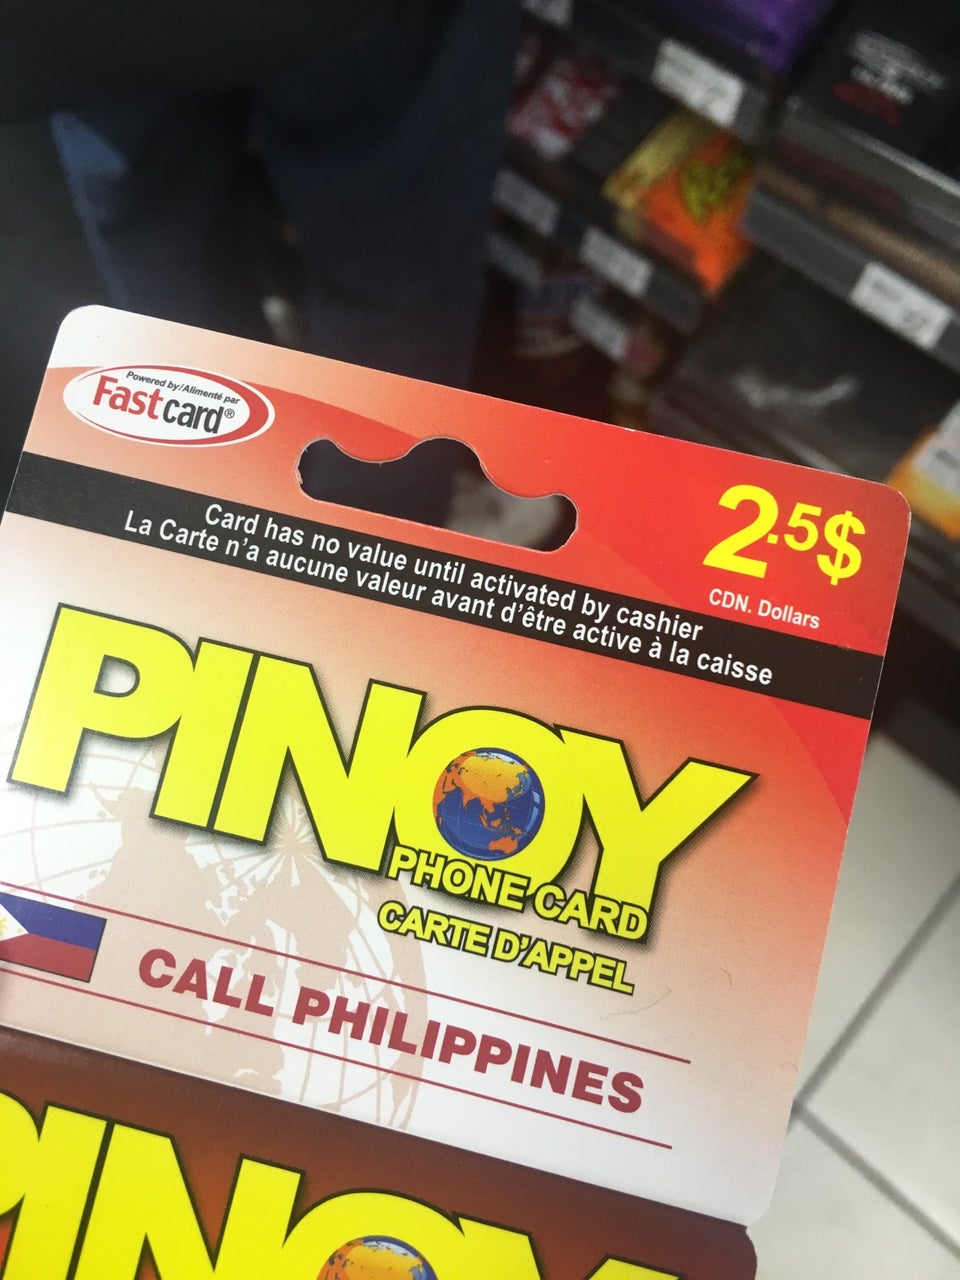 Powered by/Alimenté par
Fastcard®
2.5$
CDN. Dollars
Card has no value until activated by cashier
La Carte n'a aucune valeur avant d'être active à la caisse
PINOY
PHONE CARD
CARTE D'APPEL
CALL PHILIPPINES
PINOY